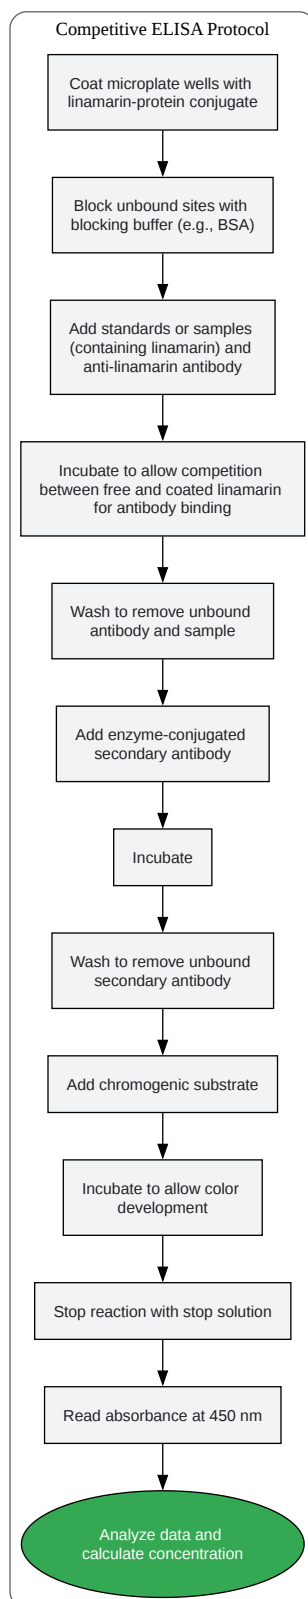 Competitive ELISA Protocol
Coat microplate wells with
linamarin-protein conjugate
Block unbound sites with
blocking buffer (e.g., BSA)
Add standards or samples
(containing linamarin) and
anti-linamarin antibody
Incubate to allow competition
between free and coated linamarin
for antibody binding
Wash to remove unbound
antibody and sample
Add enzyme-conjugated
secondary antibody
Incubate
Wash to remove unbound
secondary antibody
Add chromogenic substrate
Incubate to allow color
development
Stop reaction with stop solution
Read absorbance at 450 nm
Analyze data and
calculate concentration